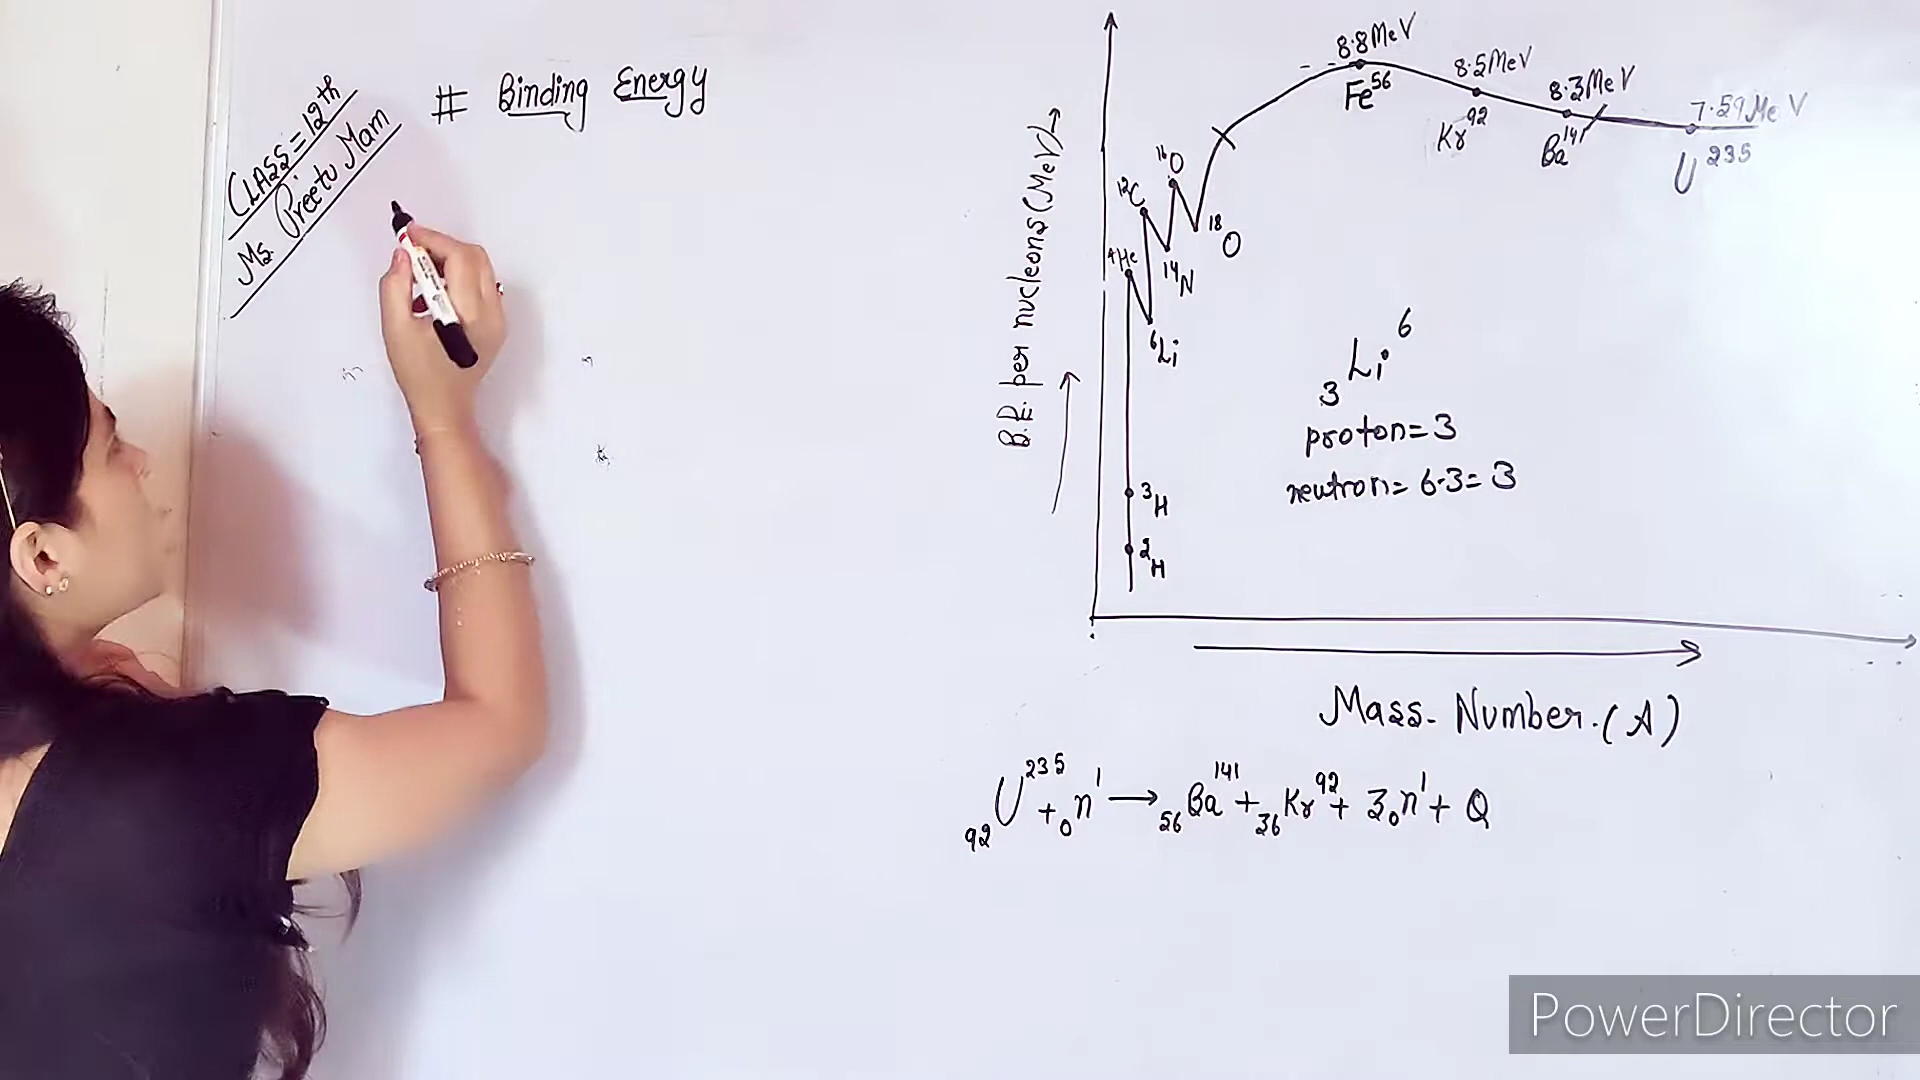 CLASS = 12th
Ms. Preetu Mam
# Binding Energy
B.E. per nucleons (MeV)→
8.8 MeV
Fe⁵⁶
8.5 MeV
Kr⁹²
8.3 MeV
Ba¹⁴¹
7.59 MeV
U²³⁵
¹⁶O
¹²C
¹⁸O
⁴He
¹⁴N
⁶Li
³H
²H
₃Li⁶
proton = 3
neutron = 6-3 = 3
Mass. Number. (A)
₉₂U²³⁵ + ₀n¹ → ₅₆Ba¹⁴¹ + ₃₆Kr⁹² + 3₀n¹ + Q
PowerDirector